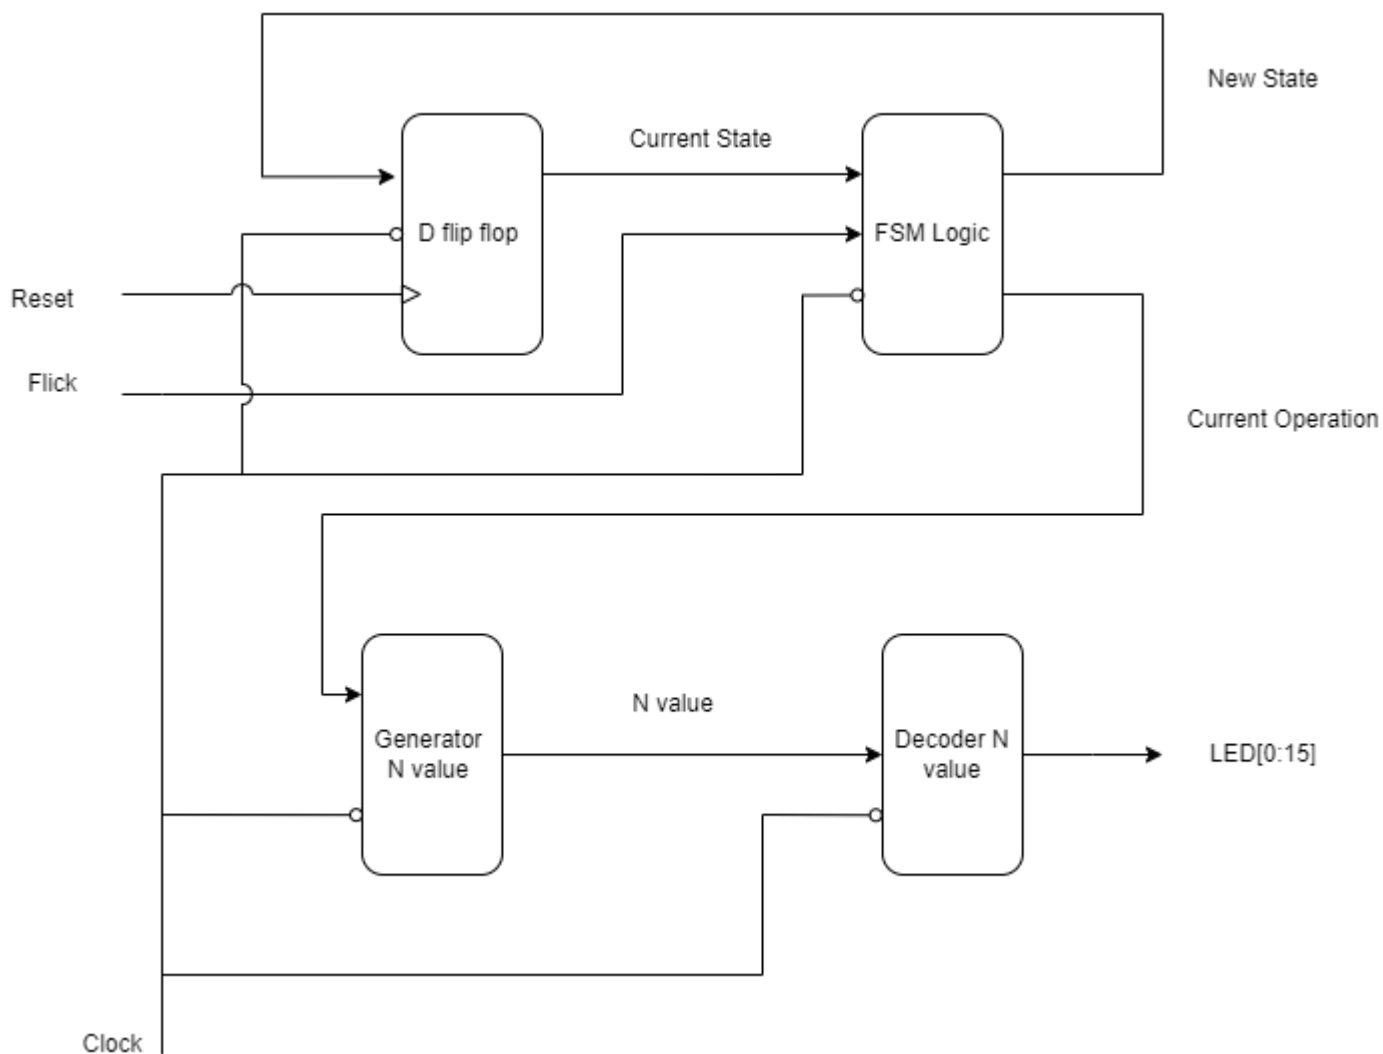 New State
Current State
D flip flop
FSM Logic
Reset
Flick
Current Operation
N value
Generator
N value
Decoder N
value
LED[0:15]
Clock